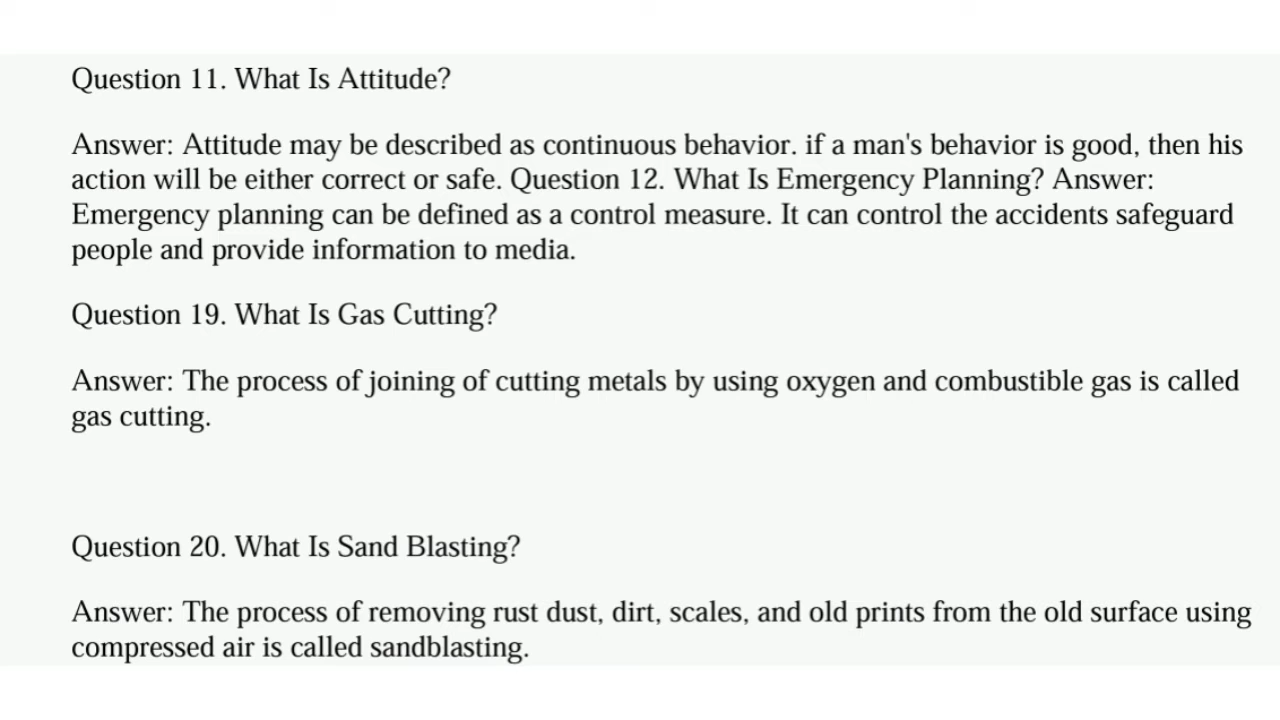 Question 11. What Is Attitude?
Answer: Attitude may be described as continuous behavior. if a man's behavior is good, then his
action will be either correct or safe. Question 12. What Is Emergency Planning? Answer:
Emergency planning can be defined as a control measure. It can control the accidents safeguard
people and provide information to media.
Question 19. What Is Gas Cutting?
Answer: The process of joining of cutting metals by using oxygen and combustible gas is called
gas cutting.
Question 20. What Is Sand Blasting?
Answer: The process of removing rust dust, dirt, scales, and old prints from the old surface using
compressed air is called sandblasting.